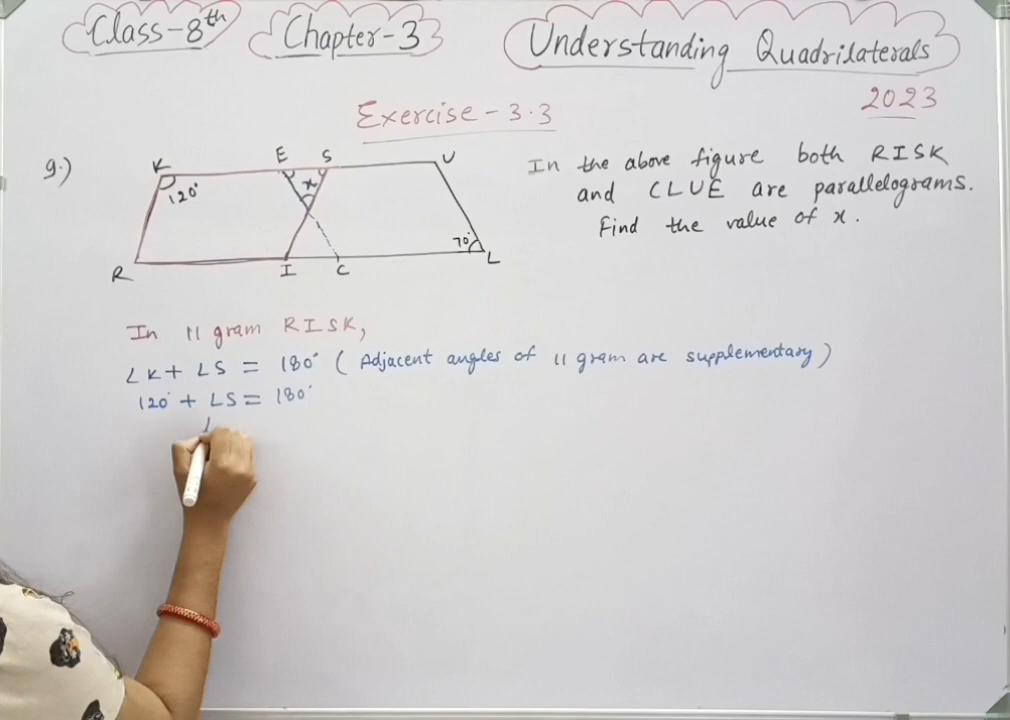 Class-8th Chapter-3 Understanding Quadrilaterals
2023
Exercise - 3.3
9.)
K E S U
120° x
70°
R I C L
In the above figure both RISK
and CLUE are parallelograms.
Find the value of x.
In 11 gram RISK,
∠K + ∠S = 180° ( Adjacent angles of 11 gram are supplementary )
120° + ∠S = 180°